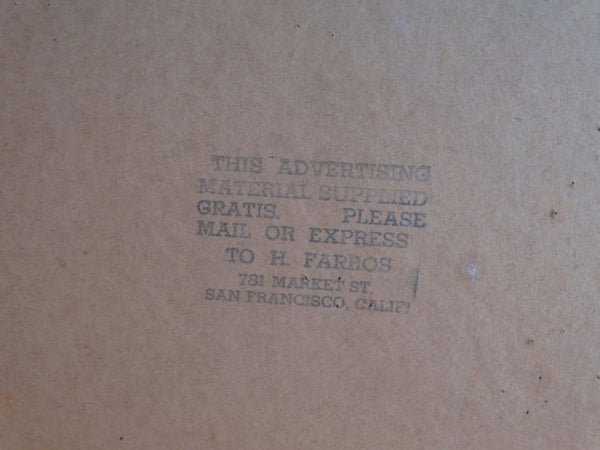 THIS ADVERTISING
MATERIAL SUPPLIED
GRATIS. PLEASE
MAIL OR EXPRESS
TO H. FARROS
781 MARKET ST.
SAN FRANCISCO, CALIF.